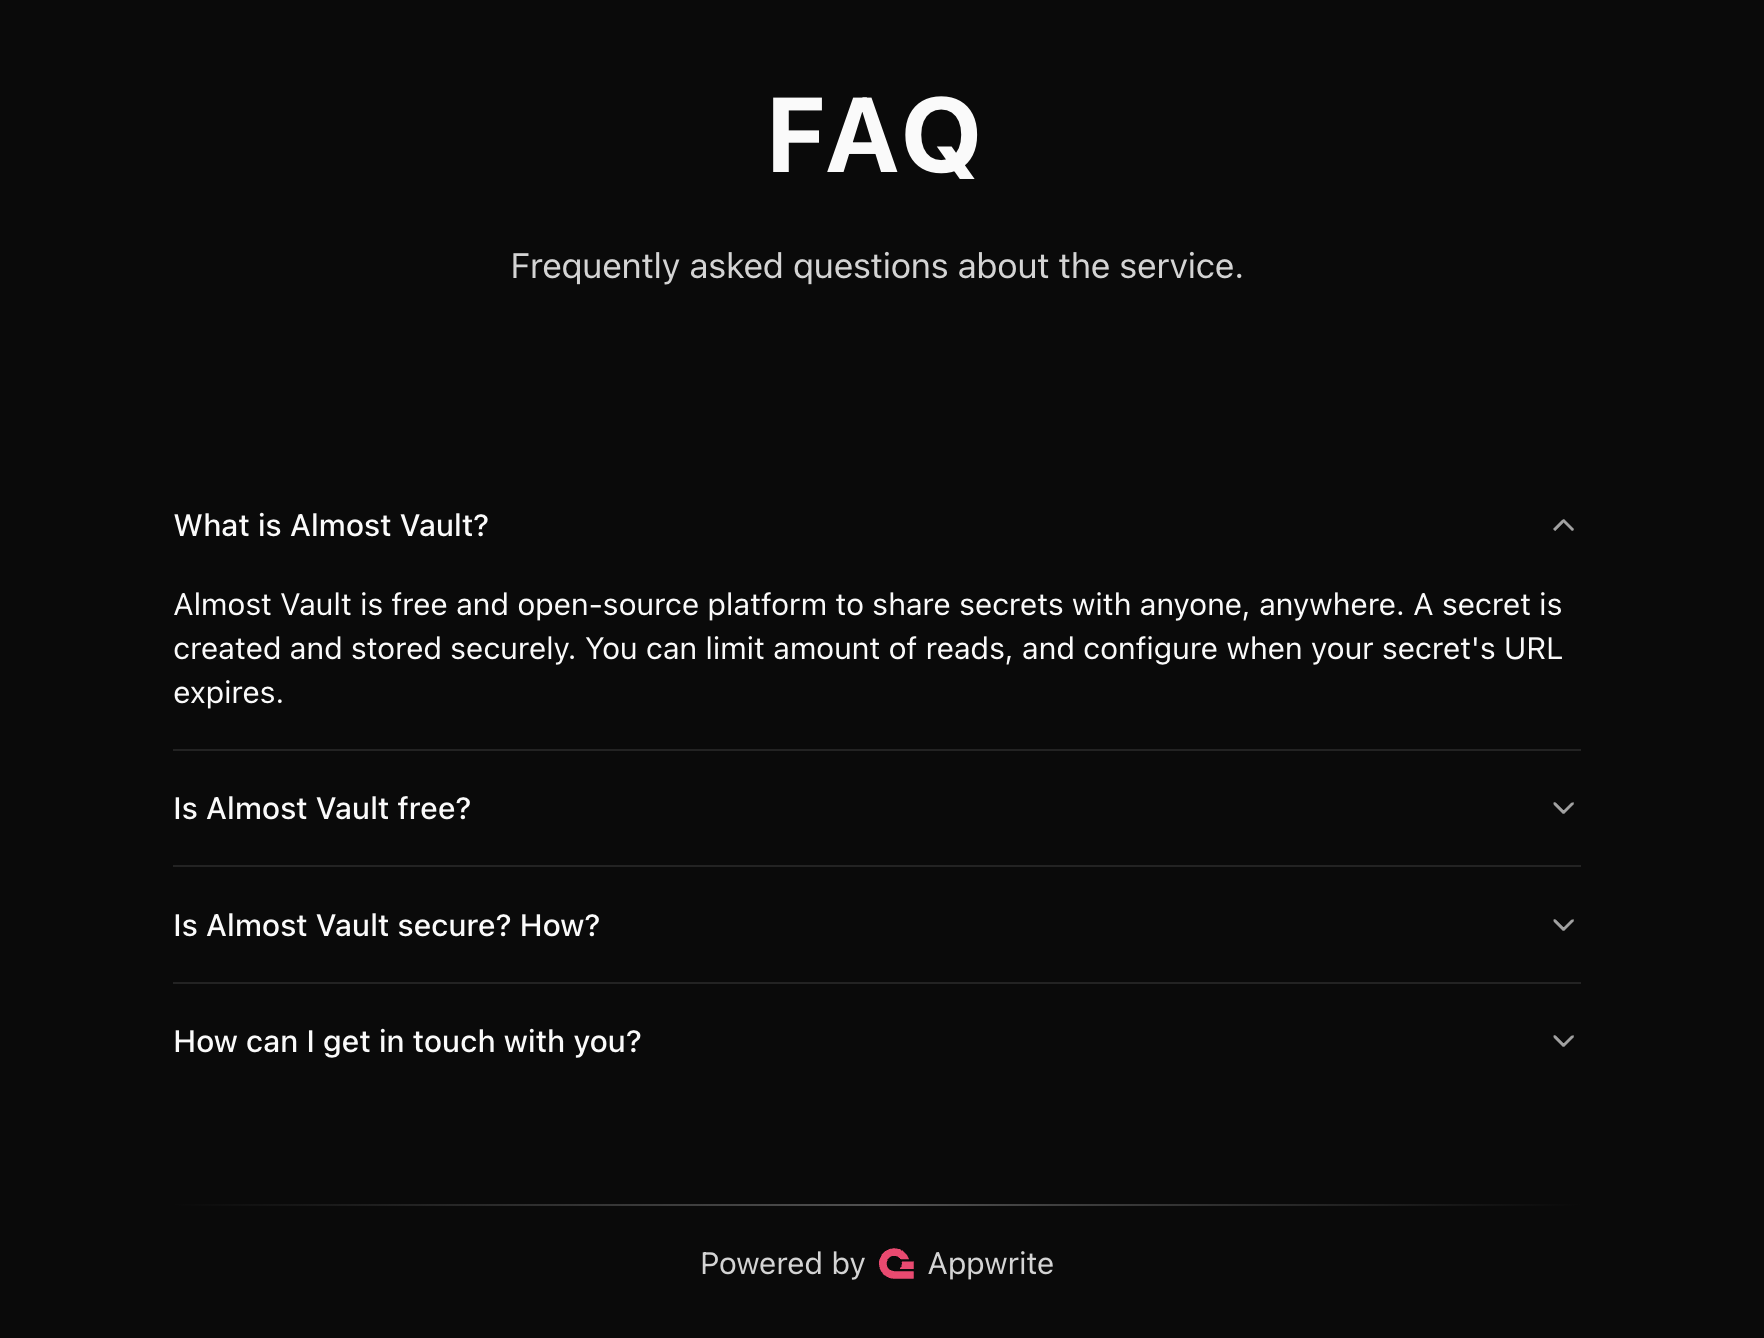 FAQ
Frequently asked questions about the service.
What is Almost Vault?
Almost Vault is free and open-source platform to share secrets with anyone, anywhere. A secret is
created and stored securely. You can limit amount of reads, and configure when your secret's URL
expires.
Is Almost Vault free?
Is Almost Vault secure? How?
How can I get in touch with you?
Powered by Appwrite